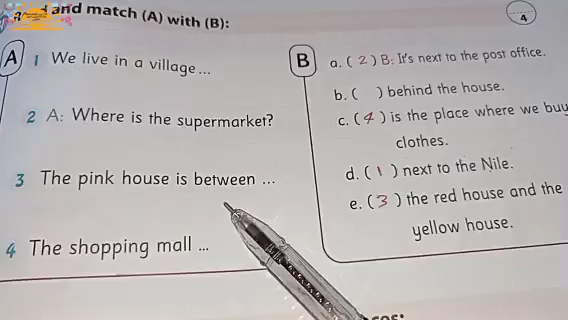 and match (A) with (B):
4
A
1 We live in a village...
2 A: Where is the supermarket?
3 The pink house is between ...
4 The shopping mall ...
B
a. ( 2 ) B: It's next to the post office.
b. ( ) behind the house.
c. ( 4 ) is the place where we buy
clothes.
d. ( 1 ) next to the Nile.
e. ( 3 ) the red house and the
yellow house.